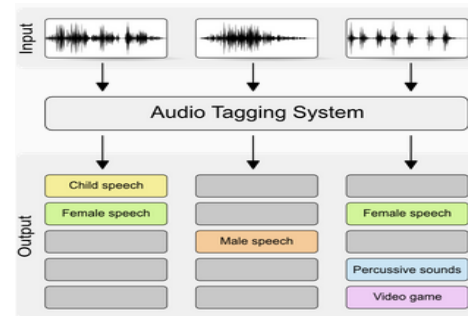 Input
Audio Tagging System
Output
Child speech
Female speech
Female speech
Male speech
Percussive sounds
Video game